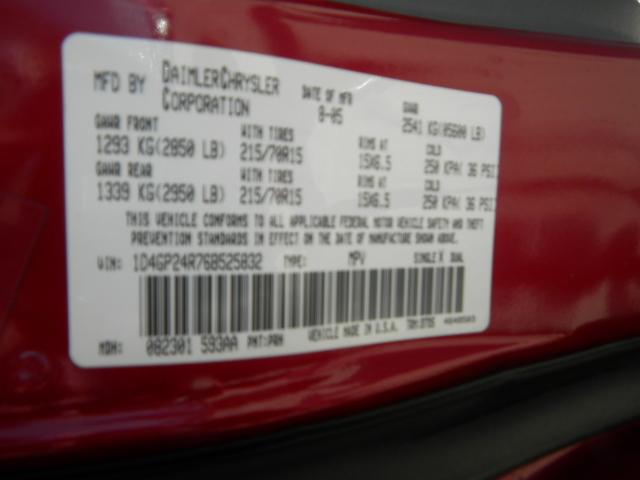 MFD BY DAIMLERCHRYSLER CORPORATION DATE OF MFR 8-05 GVWR 2541 KG(05600 LB)
GAWR FRONT WITH TIRES RIMS AT COLD
1293 KG(2850 LB) 215/70R15 15X6.5 250 KPA( 36 PSI)
GAWR REAR WITH TIRES RIMS AT COLD
1339 KG(2950 LB) 215/70R15 15X6.5 250 KPA( 36 PSI)
THIS VEHICLE CONFORMS TO ALL APPLICABLE FEDERAL MOTOR VEHICLE SAFETY AND THEFT
PREVENTION STANDARDS IN EFFECT ON THE DATE OF MANUFACTURE SHOWN ABOVE.
VIN: 1D4GP24R76B525832 TYPE: MPV SINGLE X DUAL
VEHICLE MADE IN U.S.A.
MDH: 082301 593AA PNT:PRH